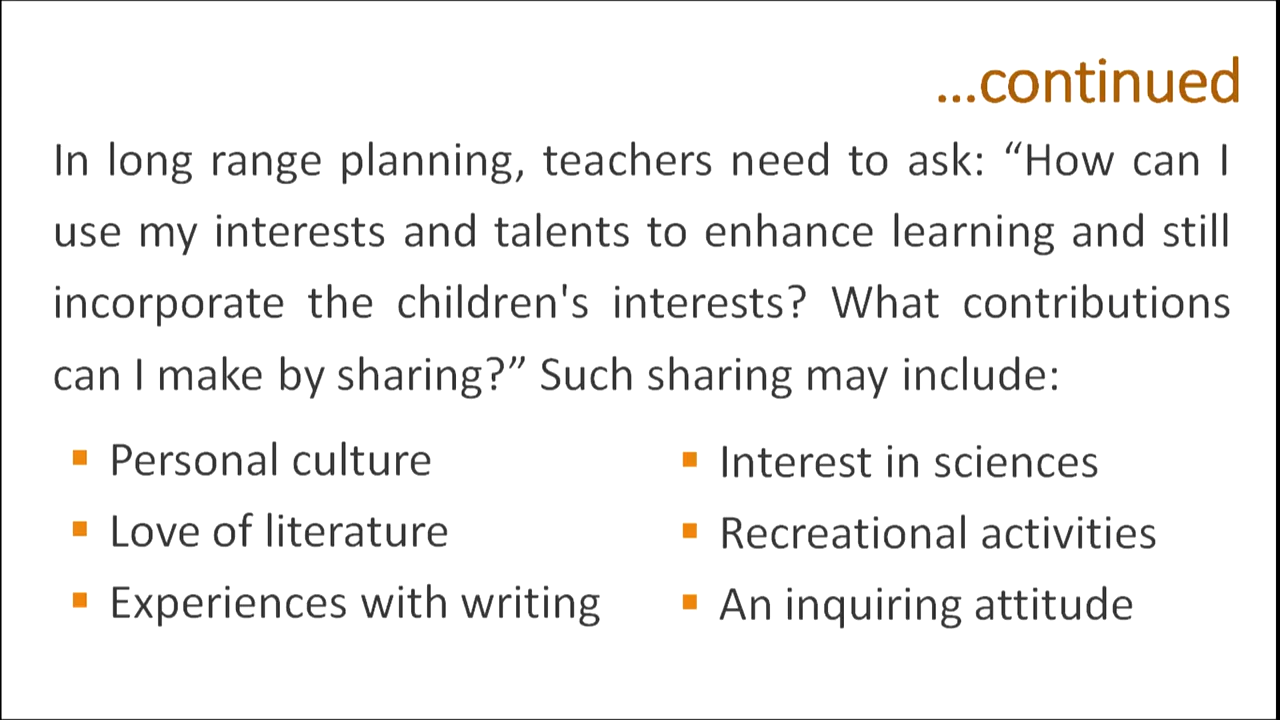 ...continued
In long range planning, teachers need to ask: “How can I
use my interests and talents to enhance learning and still
incorporate the children's interests? What contributions
can I make by sharing?” Such sharing may include:
▪ Personal culture
▪ Love of literature
▪ Experiences with writing
▪ Interest in sciences
▪ Recreational activities
▪ An inquiring attitude